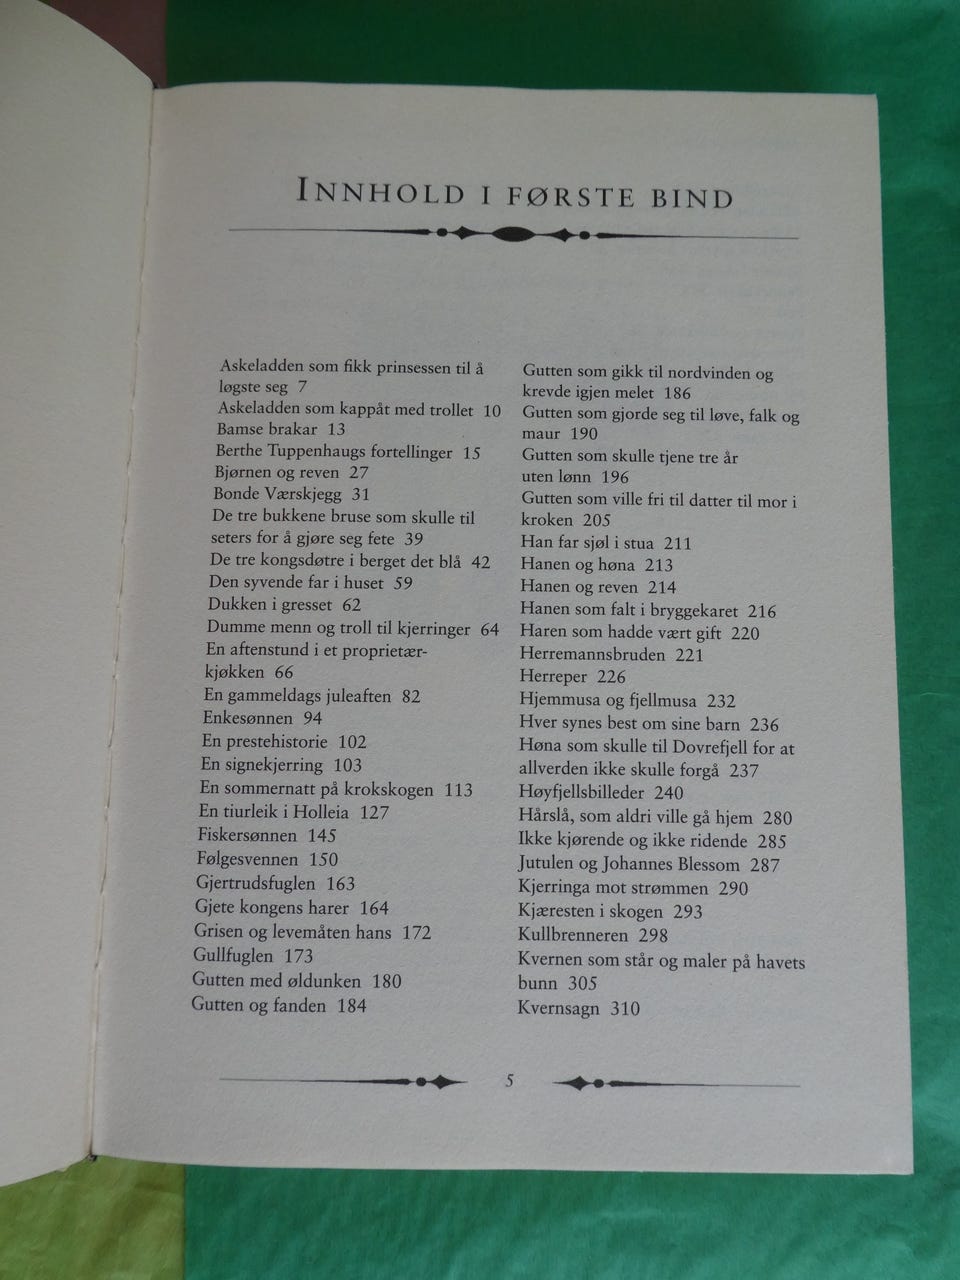 INNHOLD I FØRSTE BIND
Askeladden som fikk prinsessen til å
løgste seg 7
Askeladden som kappåt med trollet 10
Bamse brakar 13
Berthe Tuppenhaugs fortellinger 15
Bjørnen og reven 27
Bonde Værskjegg 31
De tre bukkene bruse som skulle til
seters for å gjøre seg fete 39
De tre kongsdøtre i berget det blå 42
Den syvende far i huset 59
Dukken i gresset 62
Dumme menn og troll til kjerringer 64
En aftenstund i et proprietær-
kjøkken 66
En gammeldags juleaften 82
Enkesønnen 94
En prestehistorie 102
En signekjerring 103
En sommernatt på krokskogen 113
En tiurleik i Holleia 127
Fiskersønnen 145
Følgesvennen 150
Gjertrudsfuglen 163
Gjete kongens harer 164
Grisen og levemåten hans 172
Gullfuglen 173
Gutten med øldunken 180
Gutten og fanden 184
Gutten som gikk til nordvinden og
krevde igjen melet 186
Gutten som gjorde seg til løve, falk og
maur 190
Gutten som skulle tjene tre år
uten lønn 196
Gutten som ville fri til datter til mor i
kroken 205
Han far sjøl i stua 211
Hanen og høna 213
Hanen og reven 214
Hanen som falt i bryggekaret 216
Haren som hadde vært gift 220
Herremannsbruden 221
Herreper 226
Hjemmusa og fjellmusa 232
Hver synes best om sine barn 236
Høna som skulle til Dovrefjell for at
allverden ikke skulle forgå 237
Høyfjellsbilleder 240
Hårslå, som aldri ville gå hjem 280
Ikke kjørende og ikke ridende 285
Jutulen og Johannes Blessom 287
Kjerringa mot strømmen 290
Kjæresten i skogen 293
Kullbrenneren 298
Kvernen som står og maler på havets
bunn 305
Kvernsagn 310
5